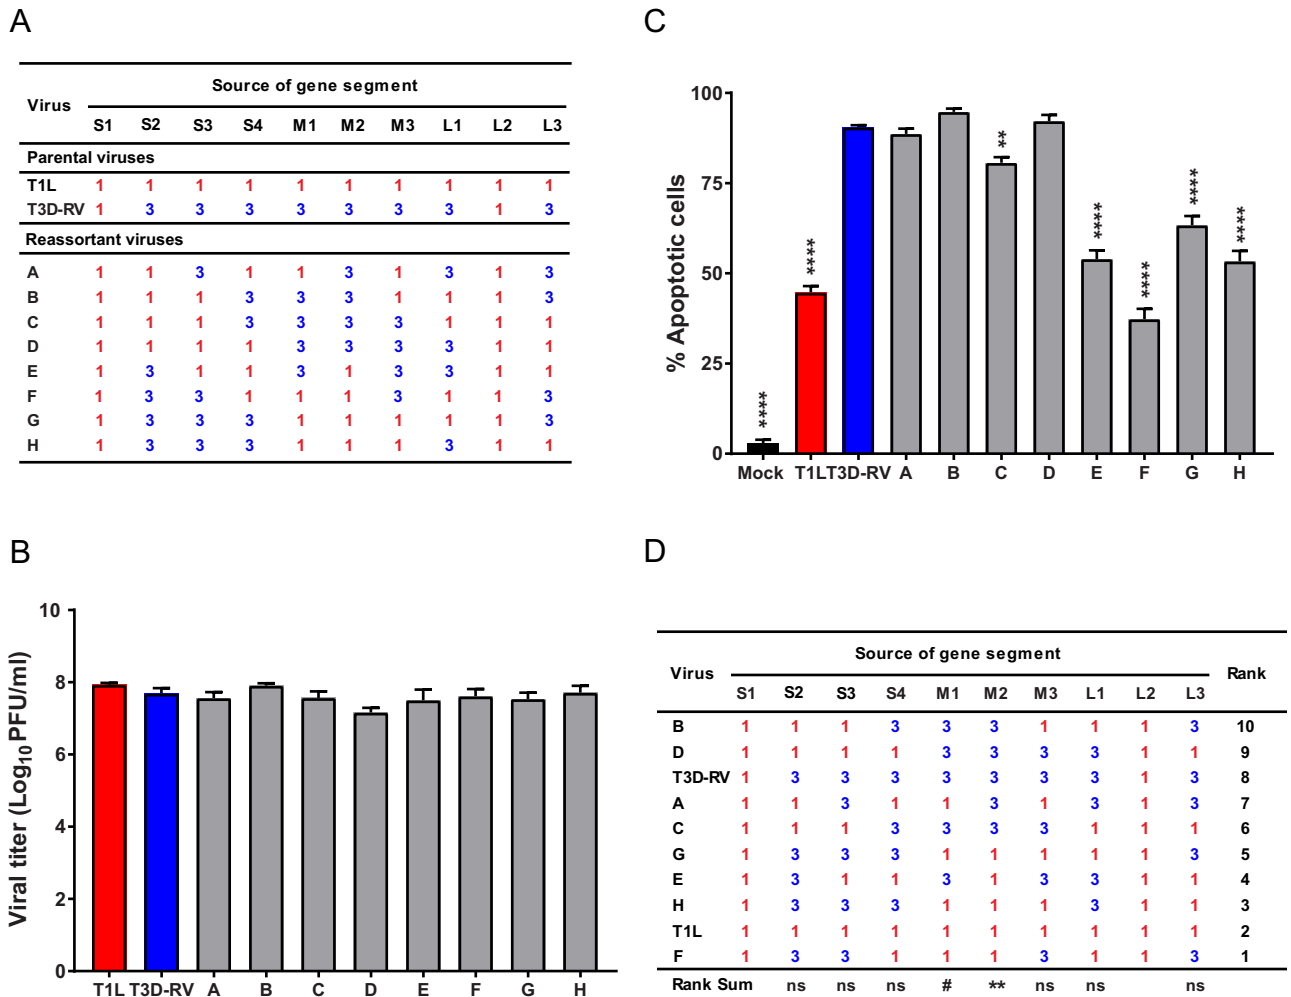 A
Source of gene segment
Virus
S1 S2 S3 S4 M1 M2 M3 L1 L2 L3
Parental viruses
T1L 1 1 1 1 1 1 1 1 1 1
T3D-RV 1 3 3 3 3 3 3 3 1 3
Reassortant viruses
A 1 1 3 1 1 3 1 3 1 3
B 1 1 1 3 3 3 1 1 1 3
C 1 1 1 3 3 3 3 1 1 1
D 1 1 1 1 3 3 3 3 1 1
E 1 3 1 1 3 1 3 3 1 1
F 1 3 3 1 1 1 3 1 1 3
G 1 3 3 3 1 1 1 1 1 3
H 1 3 3 3 1 1 1 3 1 1
B
Viral titer (Log10 PFU/ml)
10
8
6
4
2
0
T1L T3D-RV A B C D E F G H
C
% Apoptotic cells
100
75
50
25
0
****
****
**
****
****
****
****
Mock T1L T3D-RV A B C D E F G H
D
Source of gene segment
Virus
Rank
S1 S2 S3 S4 M1 M2 M3 L1 L2 L3
B 1 1 1 3 3 3 1 1 1 3 10
D 1 1 1 1 3 3 3 3 1 1 9
T3D-RV 1 3 3 3 3 3 3 3 1 3 8
A 1 1 3 1 1 3 1 3 1 3 7
C 1 1 1 3 3 3 3 1 1 1 6
G 1 3 3 3 1 1 1 1 1 3 5
E 1 3 1 1 3 1 3 3 1 1 4
H 1 3 3 3 1 1 1 3 1 1 3
T1L 1 1 1 1 1 1 1 1 1 1 2
F 1 3 3 1 1 1 3 1 1 3 1
Rank Sum ns ns ns # ** ns ns ns